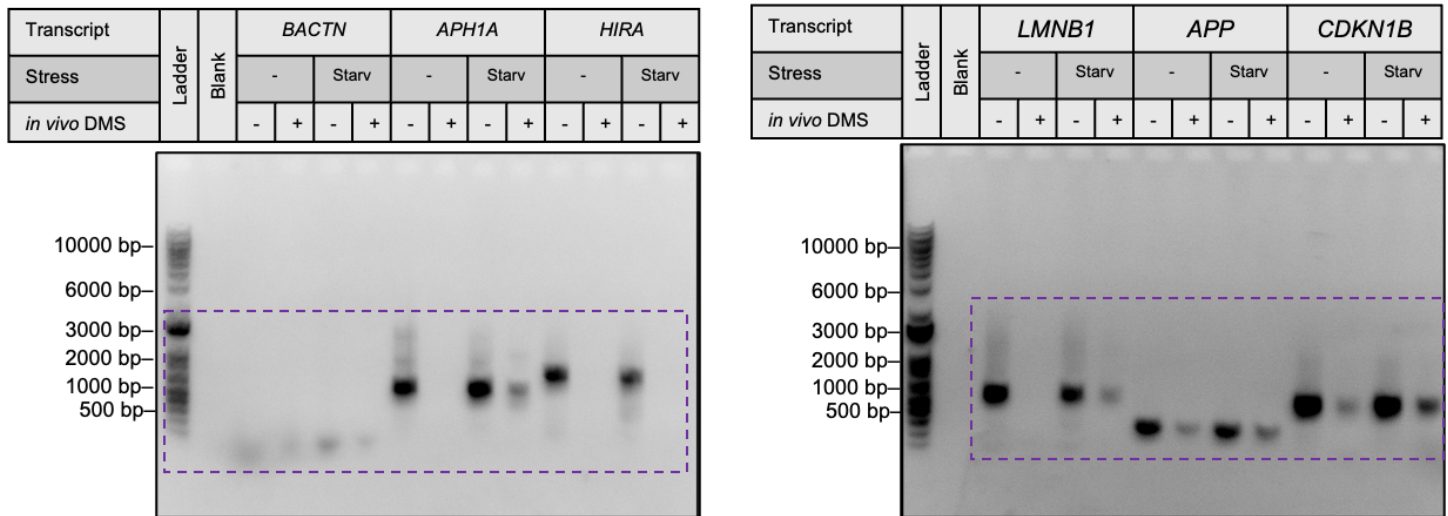 Transcript Ladder Blank BACTN APH1A HIRA
Stress - Starv - Starv - Starv
in vivo DMS - + - + - + - + - + - +
10000 bp
6000 bp
3000 bp
2000 bp
1000 bp
500 bp
Transcript Ladder Blank LMNB1 APP CDKN1B
Stress - Starv - Starv - Starv
in vivo DMS - + - + - + - + - + - +
10000 bp
6000 bp
3000 bp
2000 bp
1000 bp
500 bp